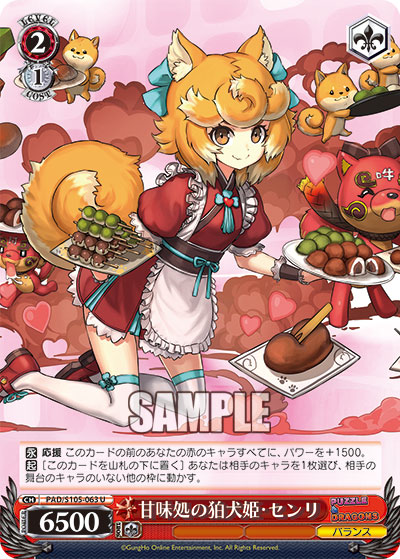 LEVEL
2
1
COST
吽
SAMPLE
永 応援 このカードの前のあなたの赤のキャラすべてに、パワーを+1500。
起 [このカードを山札の下に置く] あなたは相手のキャラを1枚選び、相手の
舞台のキャラのいない他の枠に動かす。
CH PAD/S105-063 U
6500
甘味処の狛犬姫・センリ
PUZZLE & DRAGONS
バランス
©GungHo Online Entertainment, Inc. All Rights Reserved.